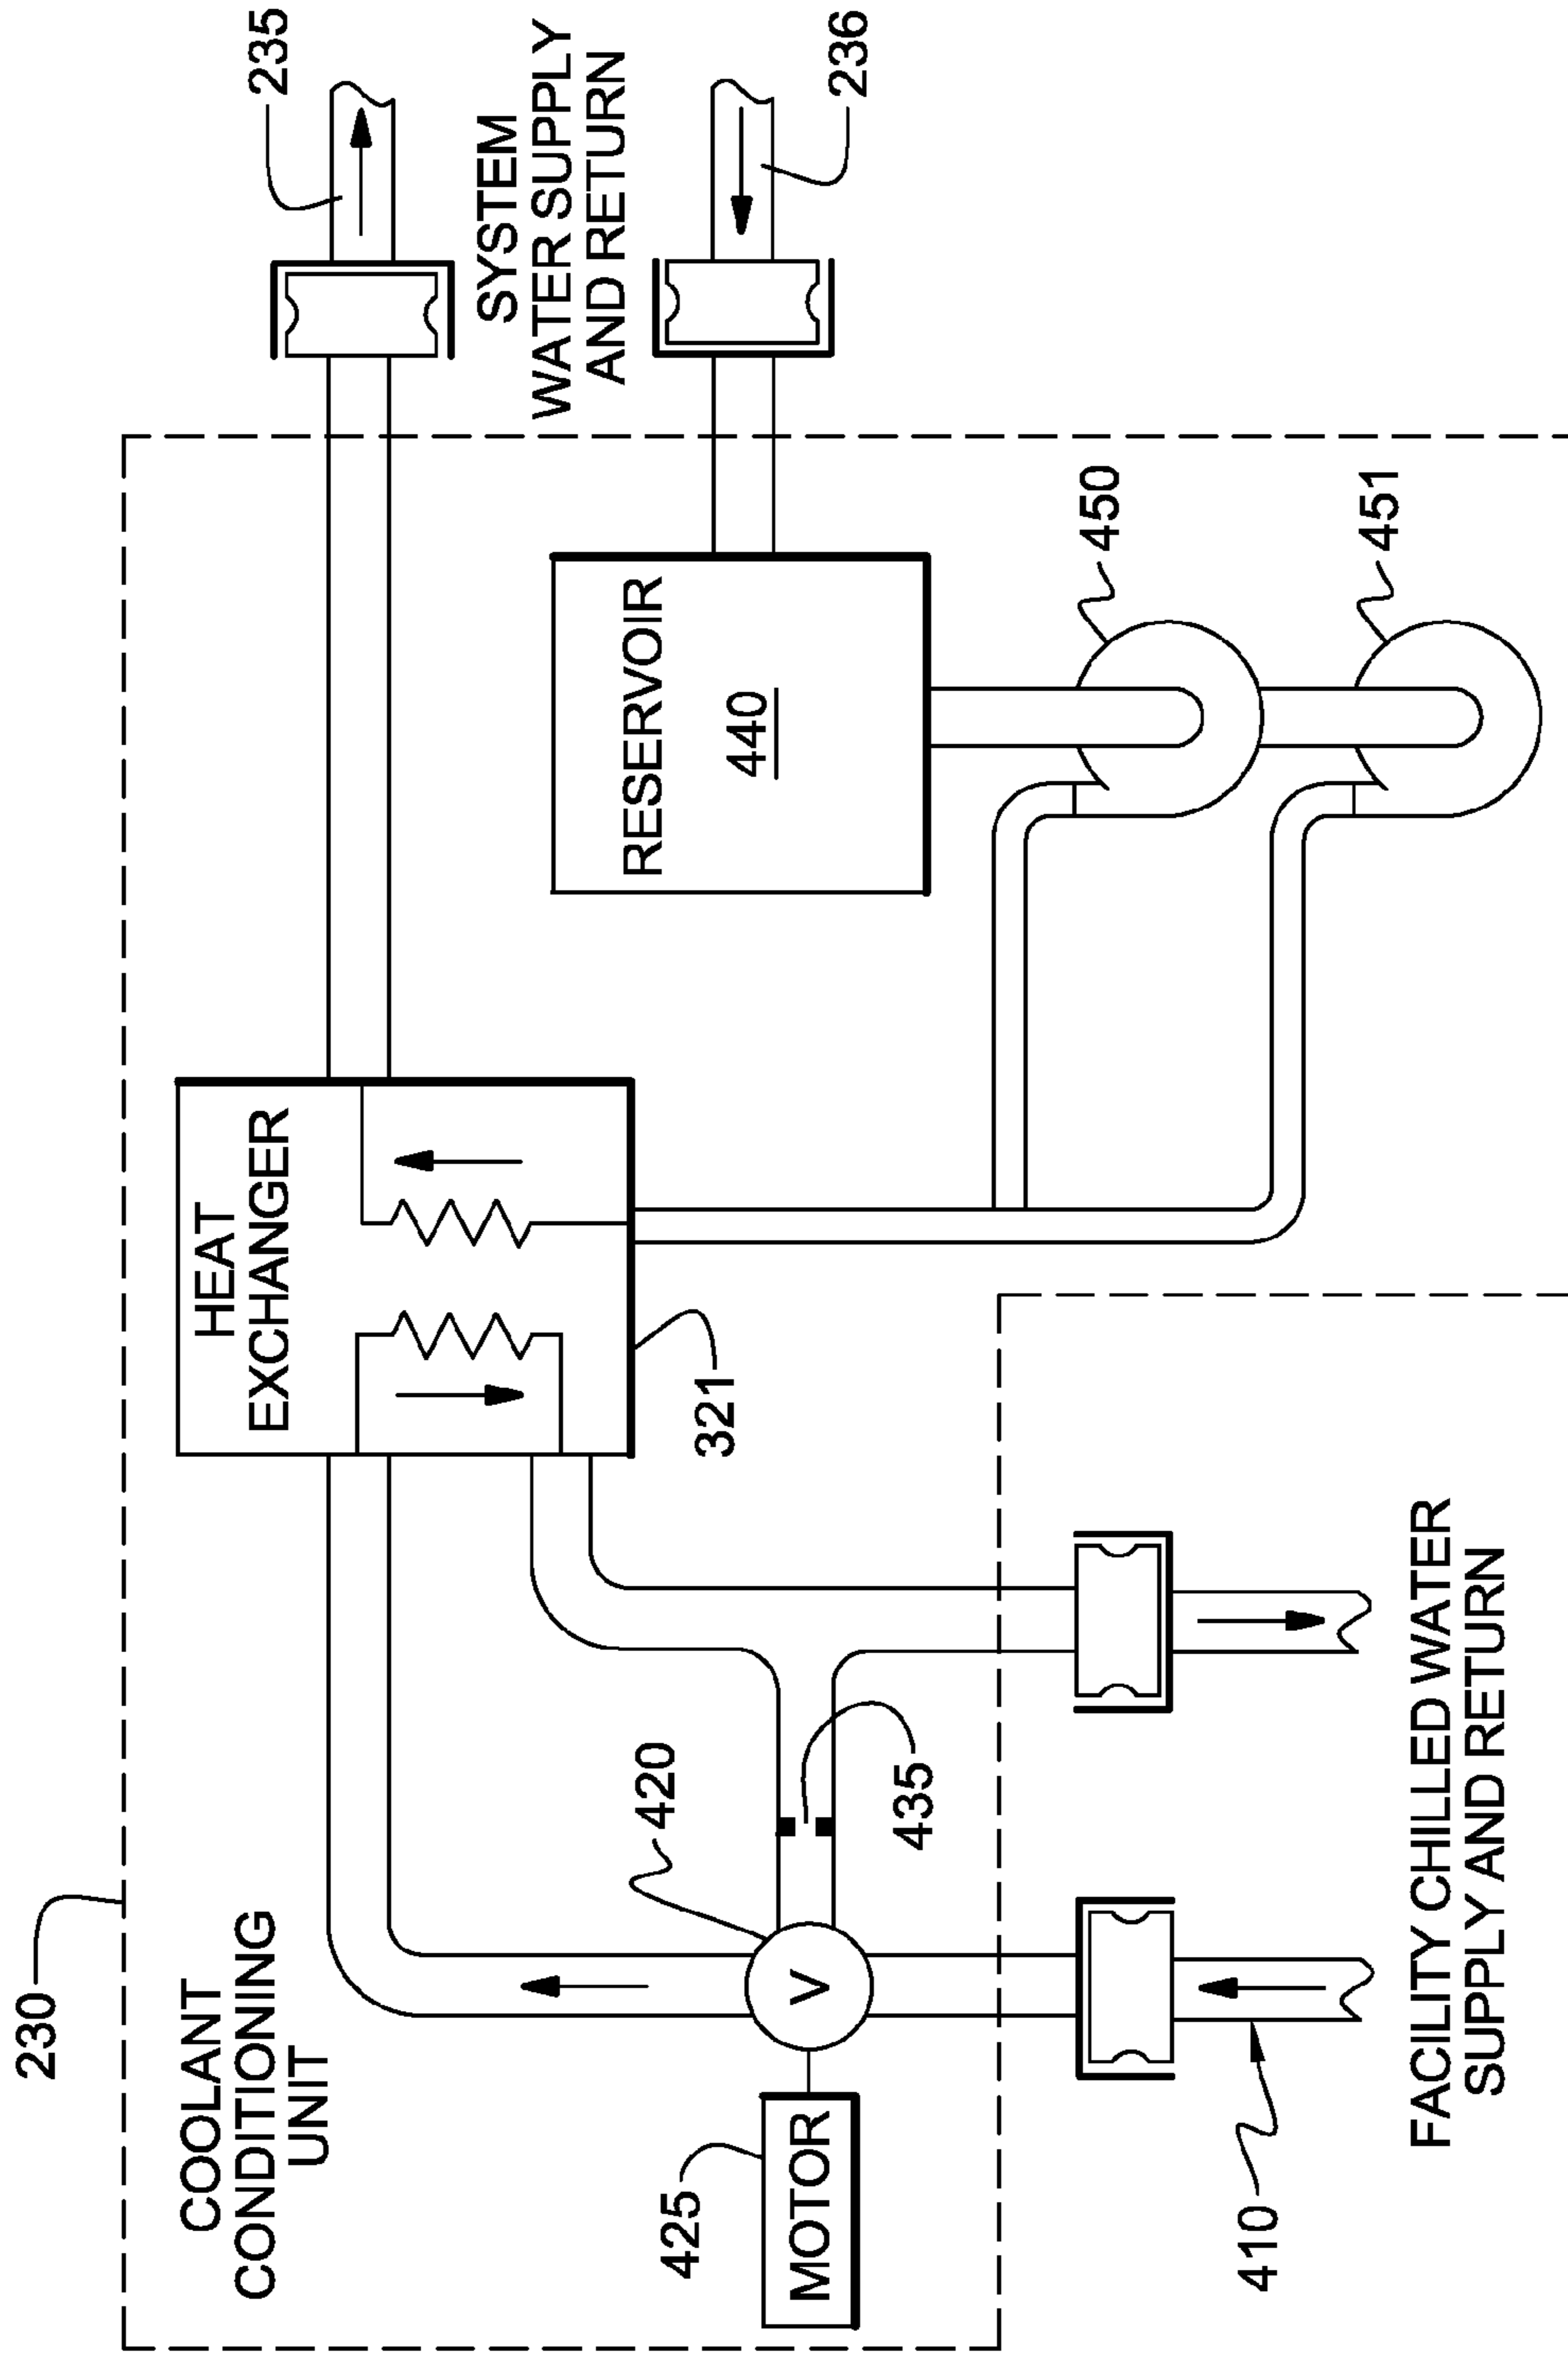 230
COOLANT
CONDITIONING
UNIT
HEAT
EXCHANGER
235
SYSTEM
WATER SUPPLY
AND RETURN
236
RESERVOIR
440
450
451
321
420
435
425
MOTOR
V
410
FACILITY CHILLED WATER
SUPPLY AND RETURN